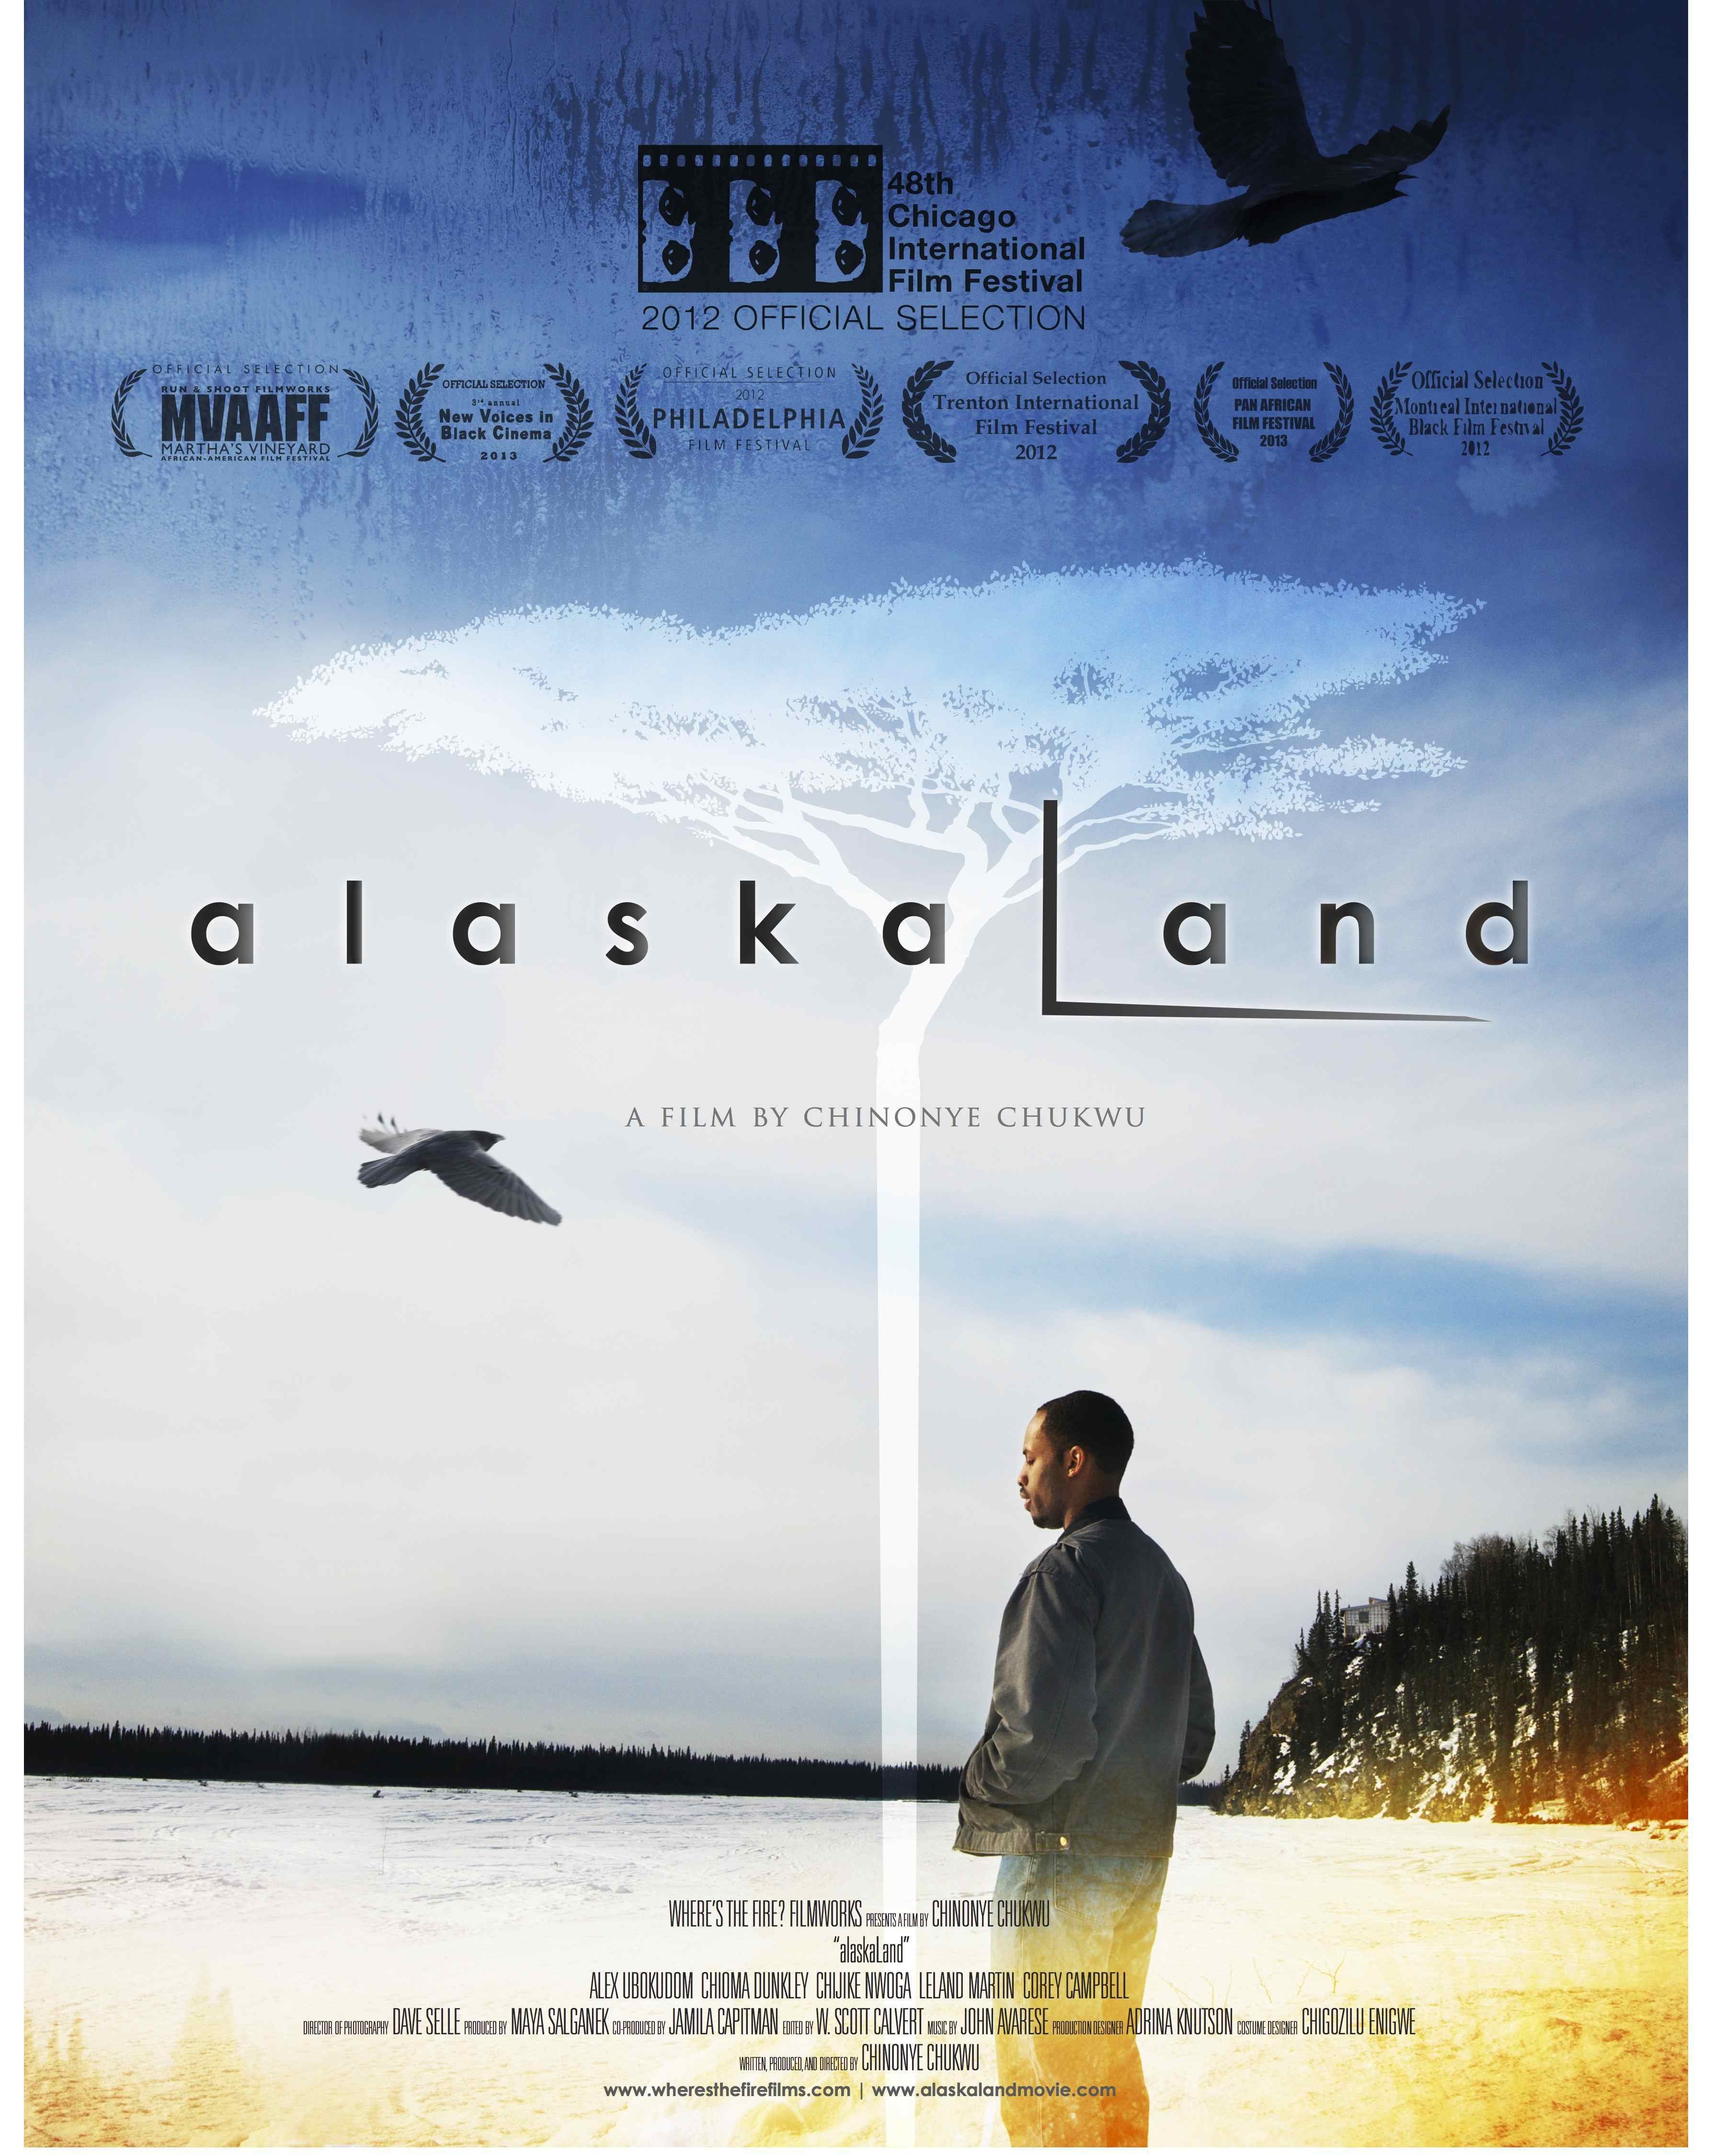 48th
Chicago
International
Film Festival
2012 OFFICIAL SELECTION
OFFICIAL SELECTION
RUN & SHOOT FILMWORKS
MVAAFF
MARTHA'S VINEYARD
AFRICAN-AMERICAN FILM FESTIVAL
OFFICIAL SELECTION
3rd annual
New Voices in
Black Cinema
2013
OFFICIAL SELECTION
2012
PHILADELPHIA
FILM FESTIVAL
Official Selection
Trenton International
Film Festival
2012
Official Selection
PAN AFRICAN
FILM FESTIVAL
2013
Official Selection
Montreal International
Black Film Festival
2012
alaskaLand
A FILM BY CHINONYE CHUKWU
WHERE'S THE FIRE? FILMWORKS PRESENTS A FILM BY CHINONYE CHUKWU
"alaskaLand"
ALEX UBOKUDOM CHIOMA DUNKLEY CHIJIKE NWOGA LELAND MARTIN COREY CAMPBELL
DIRECTOR OF PHOTOGRAPHY DAVE SELLE PRODUCED BY MAYA SALGANEK CO-PRODUCED BY JAMILA CAPITMAN EDITED BY W. SCOTT CALVERT MUSIC BY JOHN AVARESE PRODUCTION DESIGNER ADRINA KNUTSON COSTUME DESIGNER CHIGOZILU ENIGWE
WRITTEN, PRODUCED, AND DIRECTED BY CHINONYE CHUKWU
www.wheresthefirefilms.com | www.alaskalandmovie.com